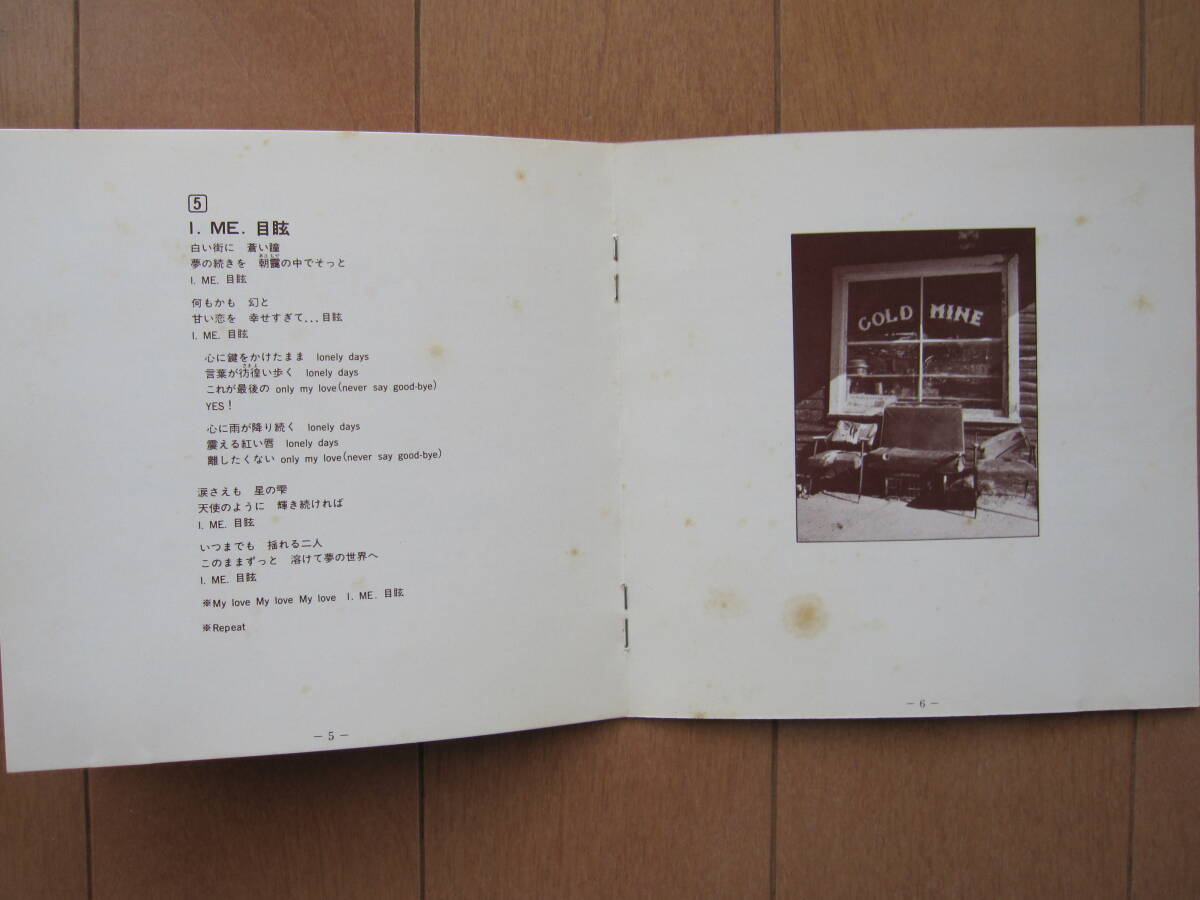 5
I. ME. 目眩
白い街に 蒼い瞳
夢の続きを 朝靄の中でそっと
I. ME. 目眩
何もかも 幻と
甘い恋を 幸せすぎて...目眩
I. ME. 目眩
心に鍵をかけたまま lonely days
言葉が彷徨い歩く lonely days
これが最後の only my love(never say good-bye)
YES!
心に雨が降り続く lonely days
震える紅い唇 lonely days
離したくない only my love(never say good-bye)
涙さえも 星の雫
天使のように 輝き続ければ
I. ME. 目眩
いつまでも 揺れる二人
このままずっと 溶けて夢の世界へ
I. ME. 目眩
※My love My love My love I. ME. 目眩
※Repeat
― 5 ―
GOLD MINE
― 6 ―